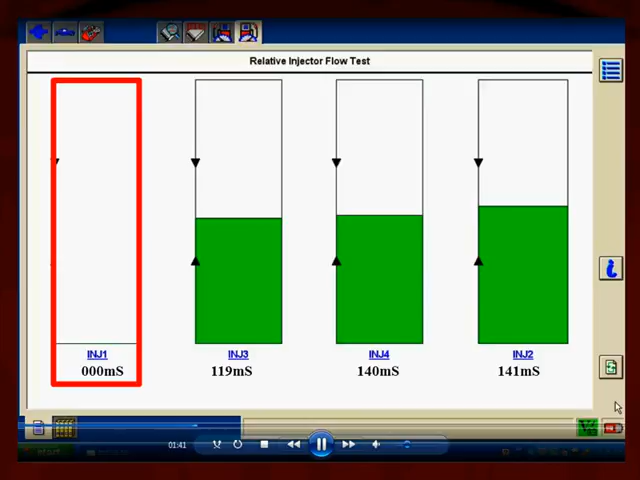 Relative Injector Flow Test
INJ1 INJ3 INJ4 INJ2
000mS 119mS 140mS 141mS
01:41